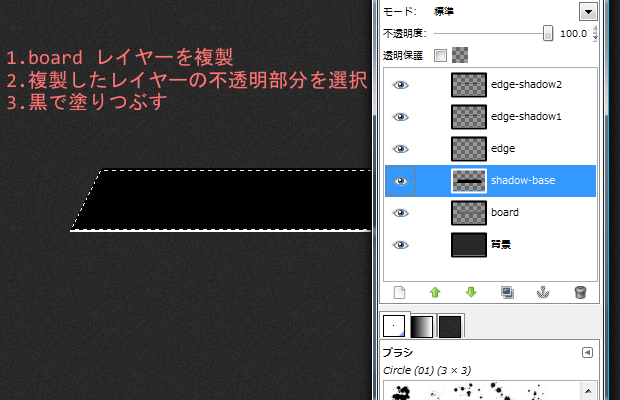 1.board レイヤーを複製
2.複製したレイヤーの不透明部分を選択
3.黒で塗りつぶす
モード: 標準
不透明度: 100.0
透明保護
edge-shadow2
edge-shadow1
edge
shadow-base
board
背景
ブラシ
Circle (01) (3 × 3)